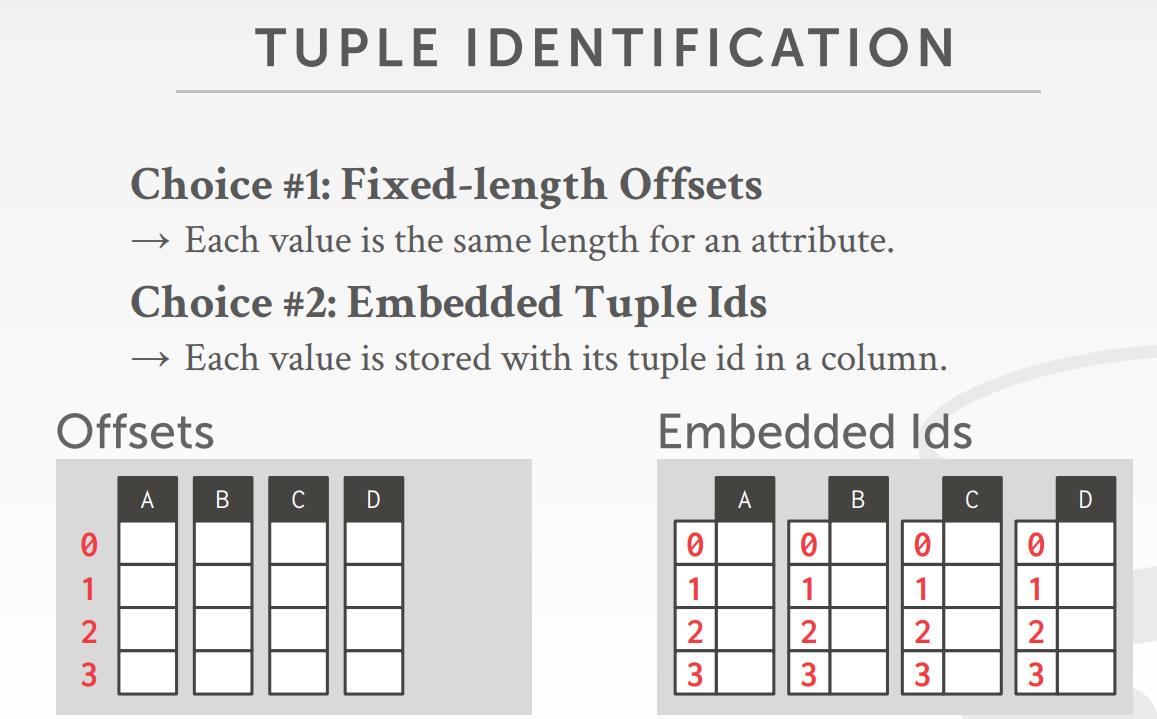 TUPLE IDENTIFICATION
Choice #1: Fixed-length Offsets
→ Each value is the same length for an attribute.
Choice #2: Embedded Tuple Ids
→ Each value is stored with its tuple id in a column.
Offsets
A B C D
0
1
2
3
Embedded Ids
A B C D
0 0 0 0
1 1 1 1
2 2 2 2
3 3 3 3